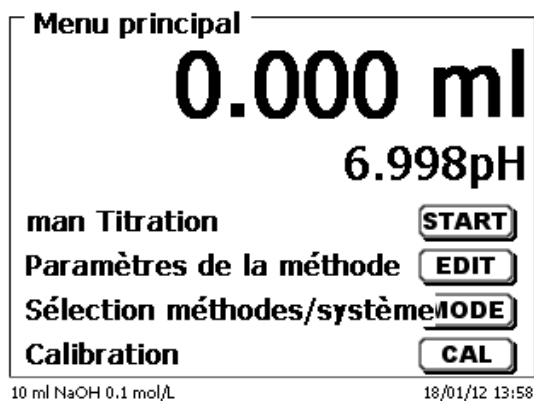 Menu principal
0.000 ml
6.998pH
man Titration START
Paramètres de la méthode EDIT
Sélection méthodes/système MODE
Calibration CAL
10 ml NaOH 0.1 mol/L 18/01/12 13:58